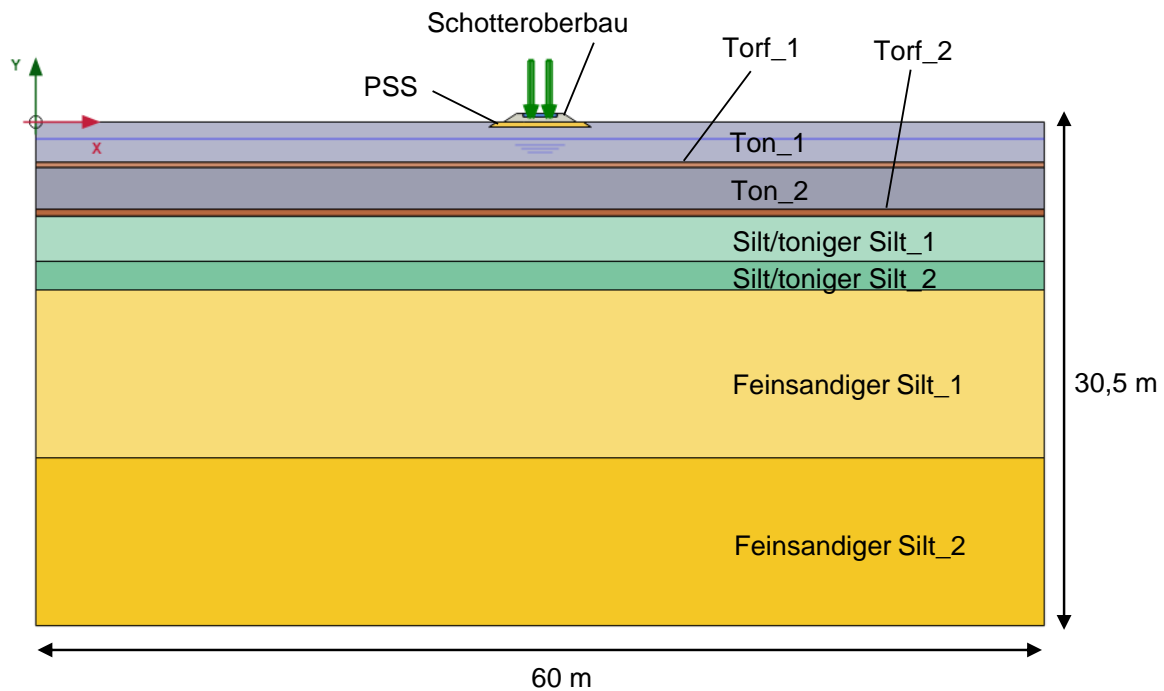 Schotteroberbau
Torf_1
Torf_2
Y
PSS
X
Ton_1
Ton_2
Silt/toniger Silt_1
Silt/toniger Silt_2
Feinsandiger Silt_1
30,5 m
Feinsandiger Silt_2
60 m